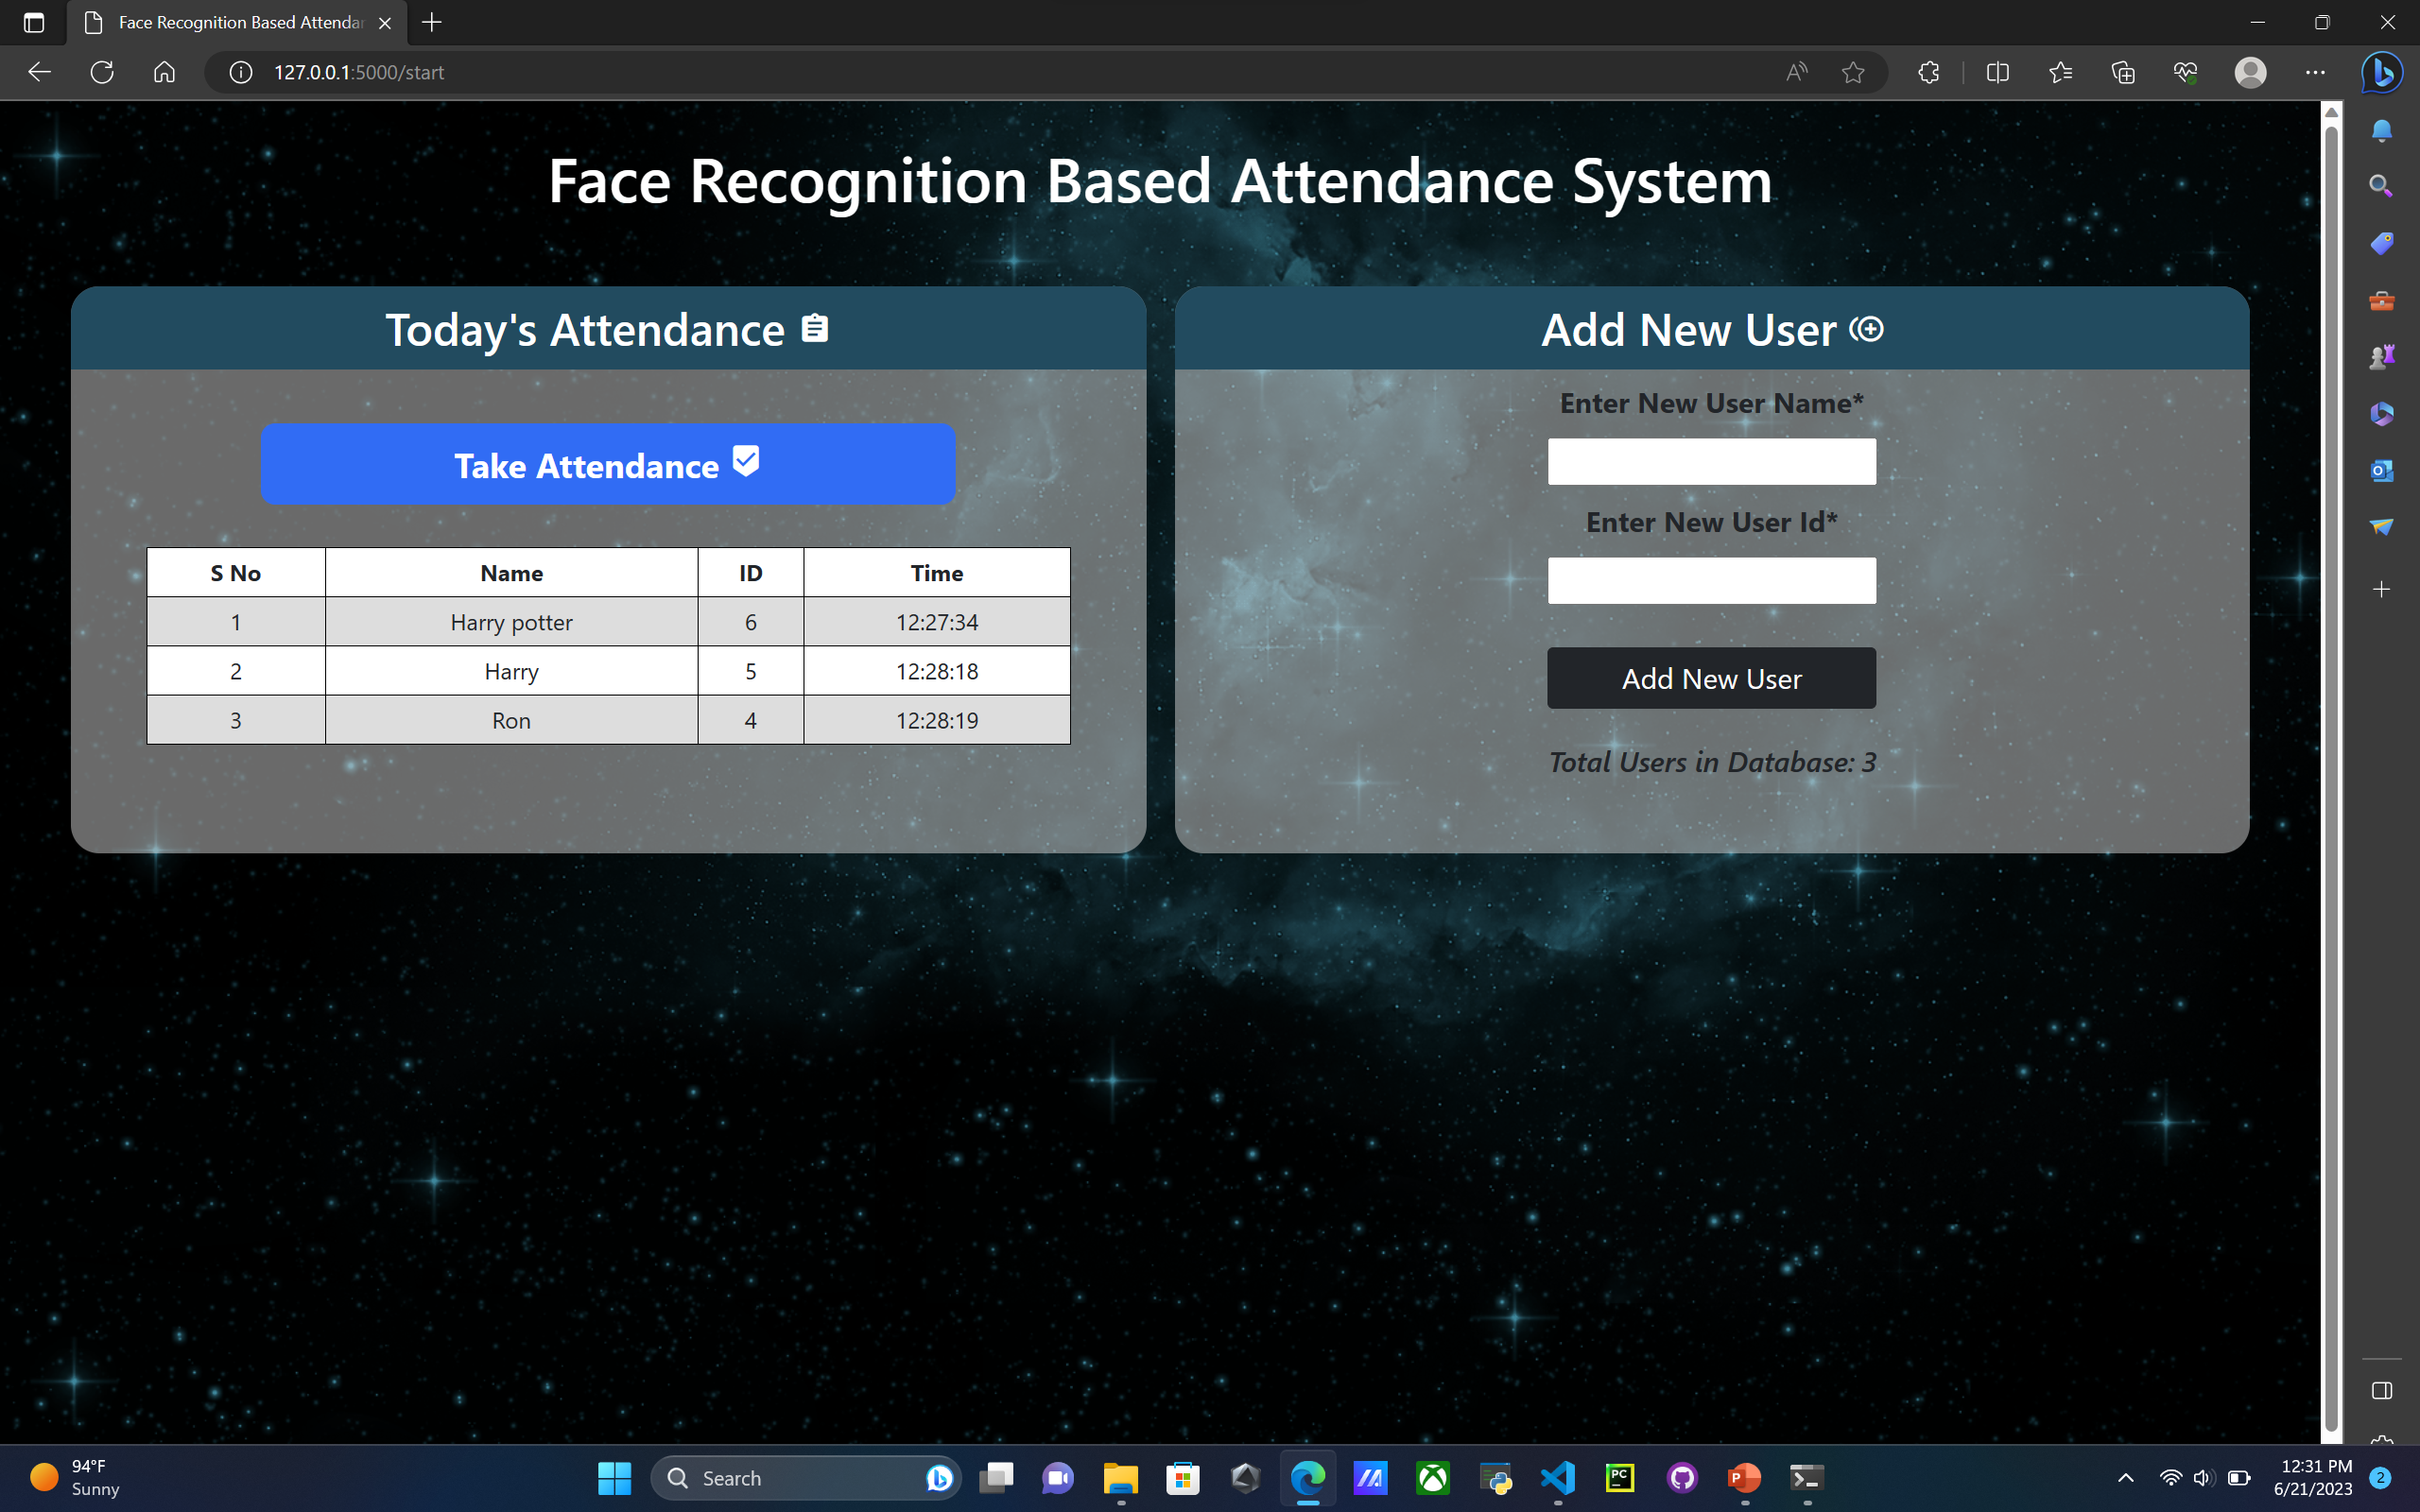 Face Recognition Based Attendar
127.0.0.1:5000/start
Face Recognition Based Attendance System
Today's Attendance
Take Attendance
S No Name ID Time
1 Harry potter 6 12:27:34
2 Harry 5 12:28:18
3 Ron 4 12:28:19
Add New User
Enter New User Name*
Enter New User Id*
Add New User
Total Users in Database: 3
94°F
Sunny
Search
PC
P
12:31 PM
6/21/2023
2